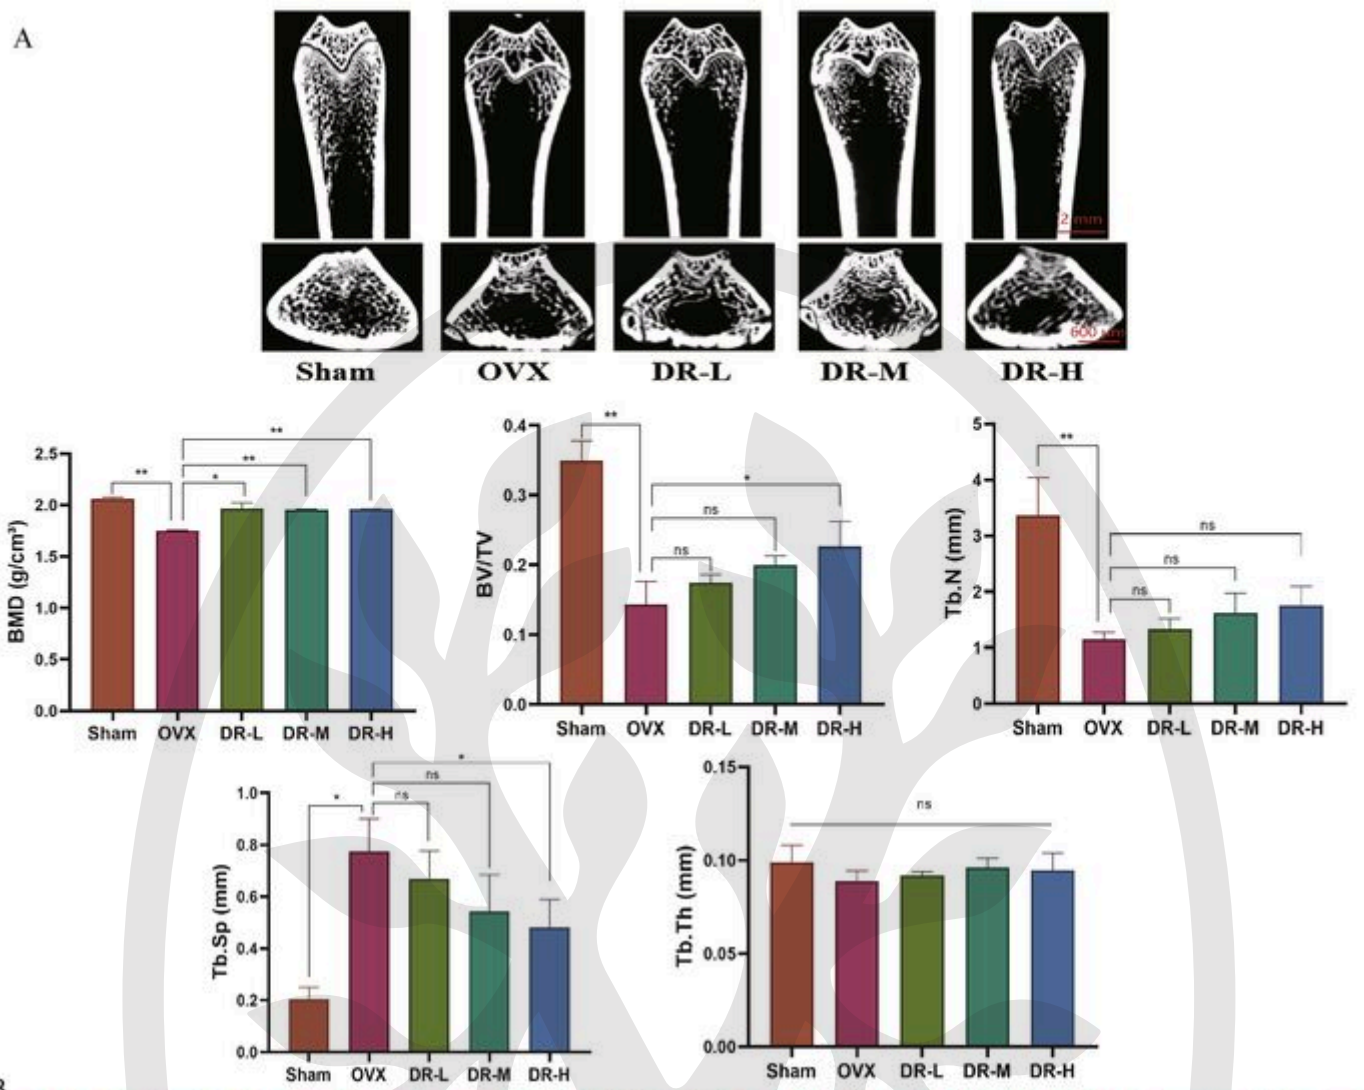 A
2 mm
600 μm
Sham OVX DR-L DR-M DR-H
BMD (g/cm³)
2.5
2.0
1.5
1.0
0.5
0.0
** * ** **
Sham OVX DR-L DR-M DR-H
BV/TV
0.4
0.3
0.2
0.1
0.0
** ns ns *
Sham OVX DR-L DR-M DR-H
Tb.N (mm)
5
4
3
2
1
0
** ns ns ns
Sham OVX DR-L DR-M DR-H
Tb.Sp (mm)
1.0
0.8
0.6
0.4
0.2
0.0
* ns ns *
Sham OVX DR-L DR-M DR-H
Tb.Th (mm)
0.15
0.10
0.05
0.00
ns
Sham OVX DR-L DR-M DR-H